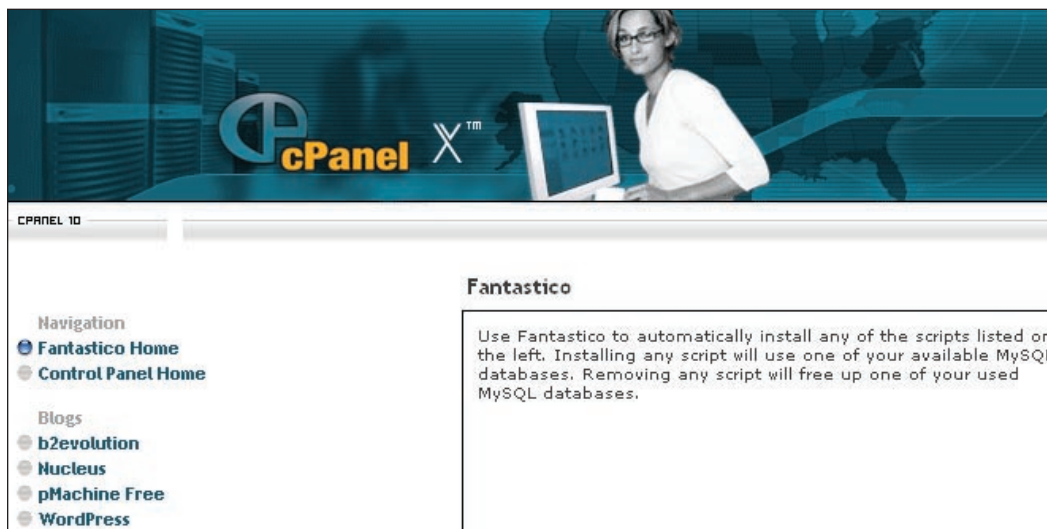 cPanel X™
CPANEL 10
Navigation
Fantastico Home
Control Panel Home
Blogs
b2evolution
Nucleus
pMachine Free
WordPress
Fantastico
Use Fantastico to automatically install any of the scripts listed on
the left. Installing any script will use one of your available MySQL
databases. Removing any script will free up one of your used
MySQL databases.